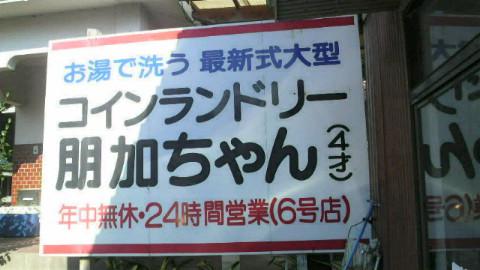 お湯で洗う 最新式大型
コインランドリー
朋加ちゃん(4才)
年中無休・24時間営業(6号店)